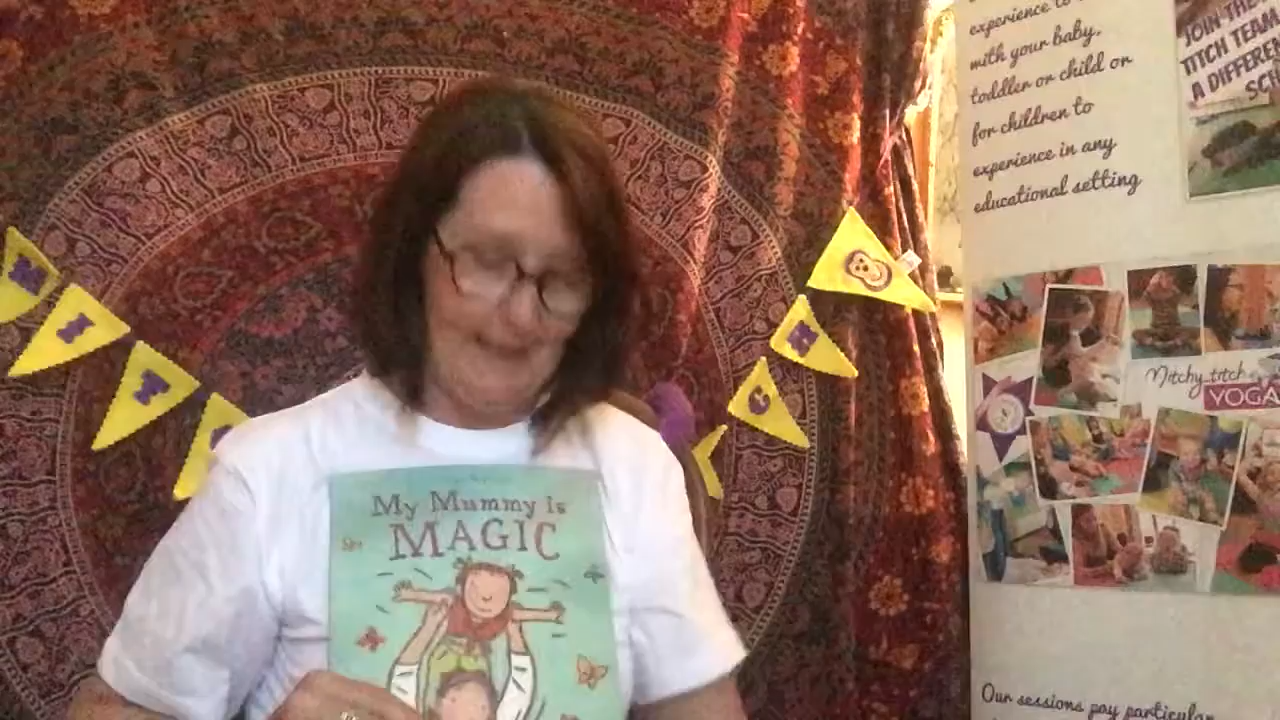 experience to
with your baby,
toddler or child or
for children to
experience in any
educational setting
JOIN THE
TITCH TEAM
A DIFFERE
N I T
C H
My Mummy is
MAGIC
Nitchy titch
YOGA
Our sessions pay particular